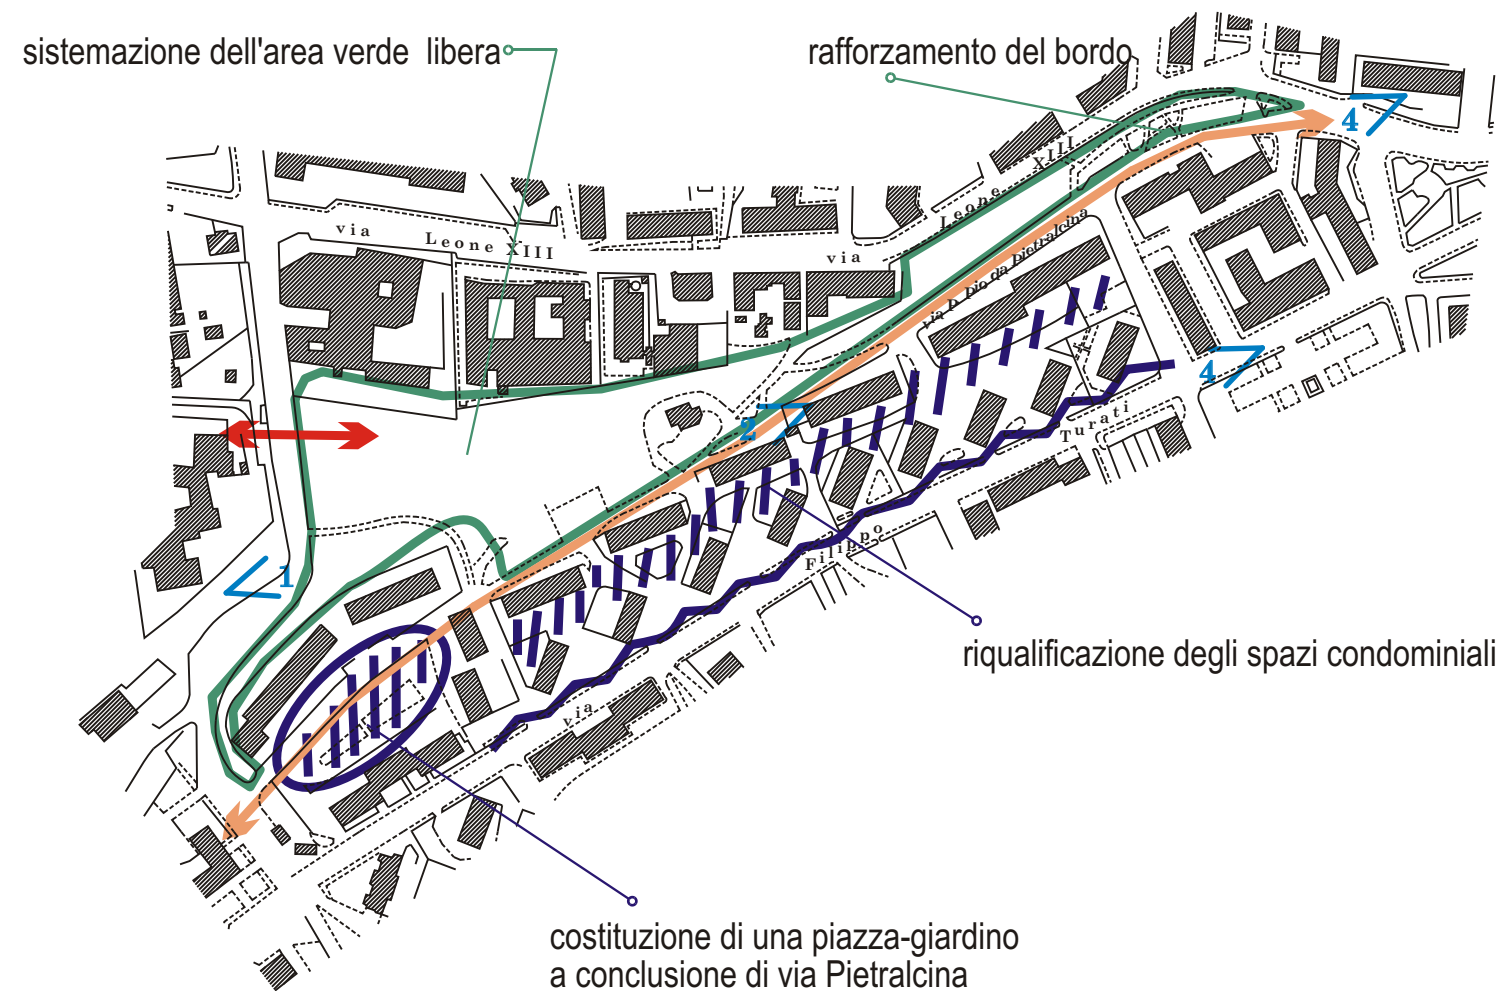 sistemazione dell'area verde libera
rafforzamento del bordo
4
via Leone XIII
via Leone XIII
via p pio da pietralcina
4
2
Turati
Filippo
1
via
riqualificazione degli spazi condominiali
costituzione di una piazza-giardino
a conclusione di via Pietralcina